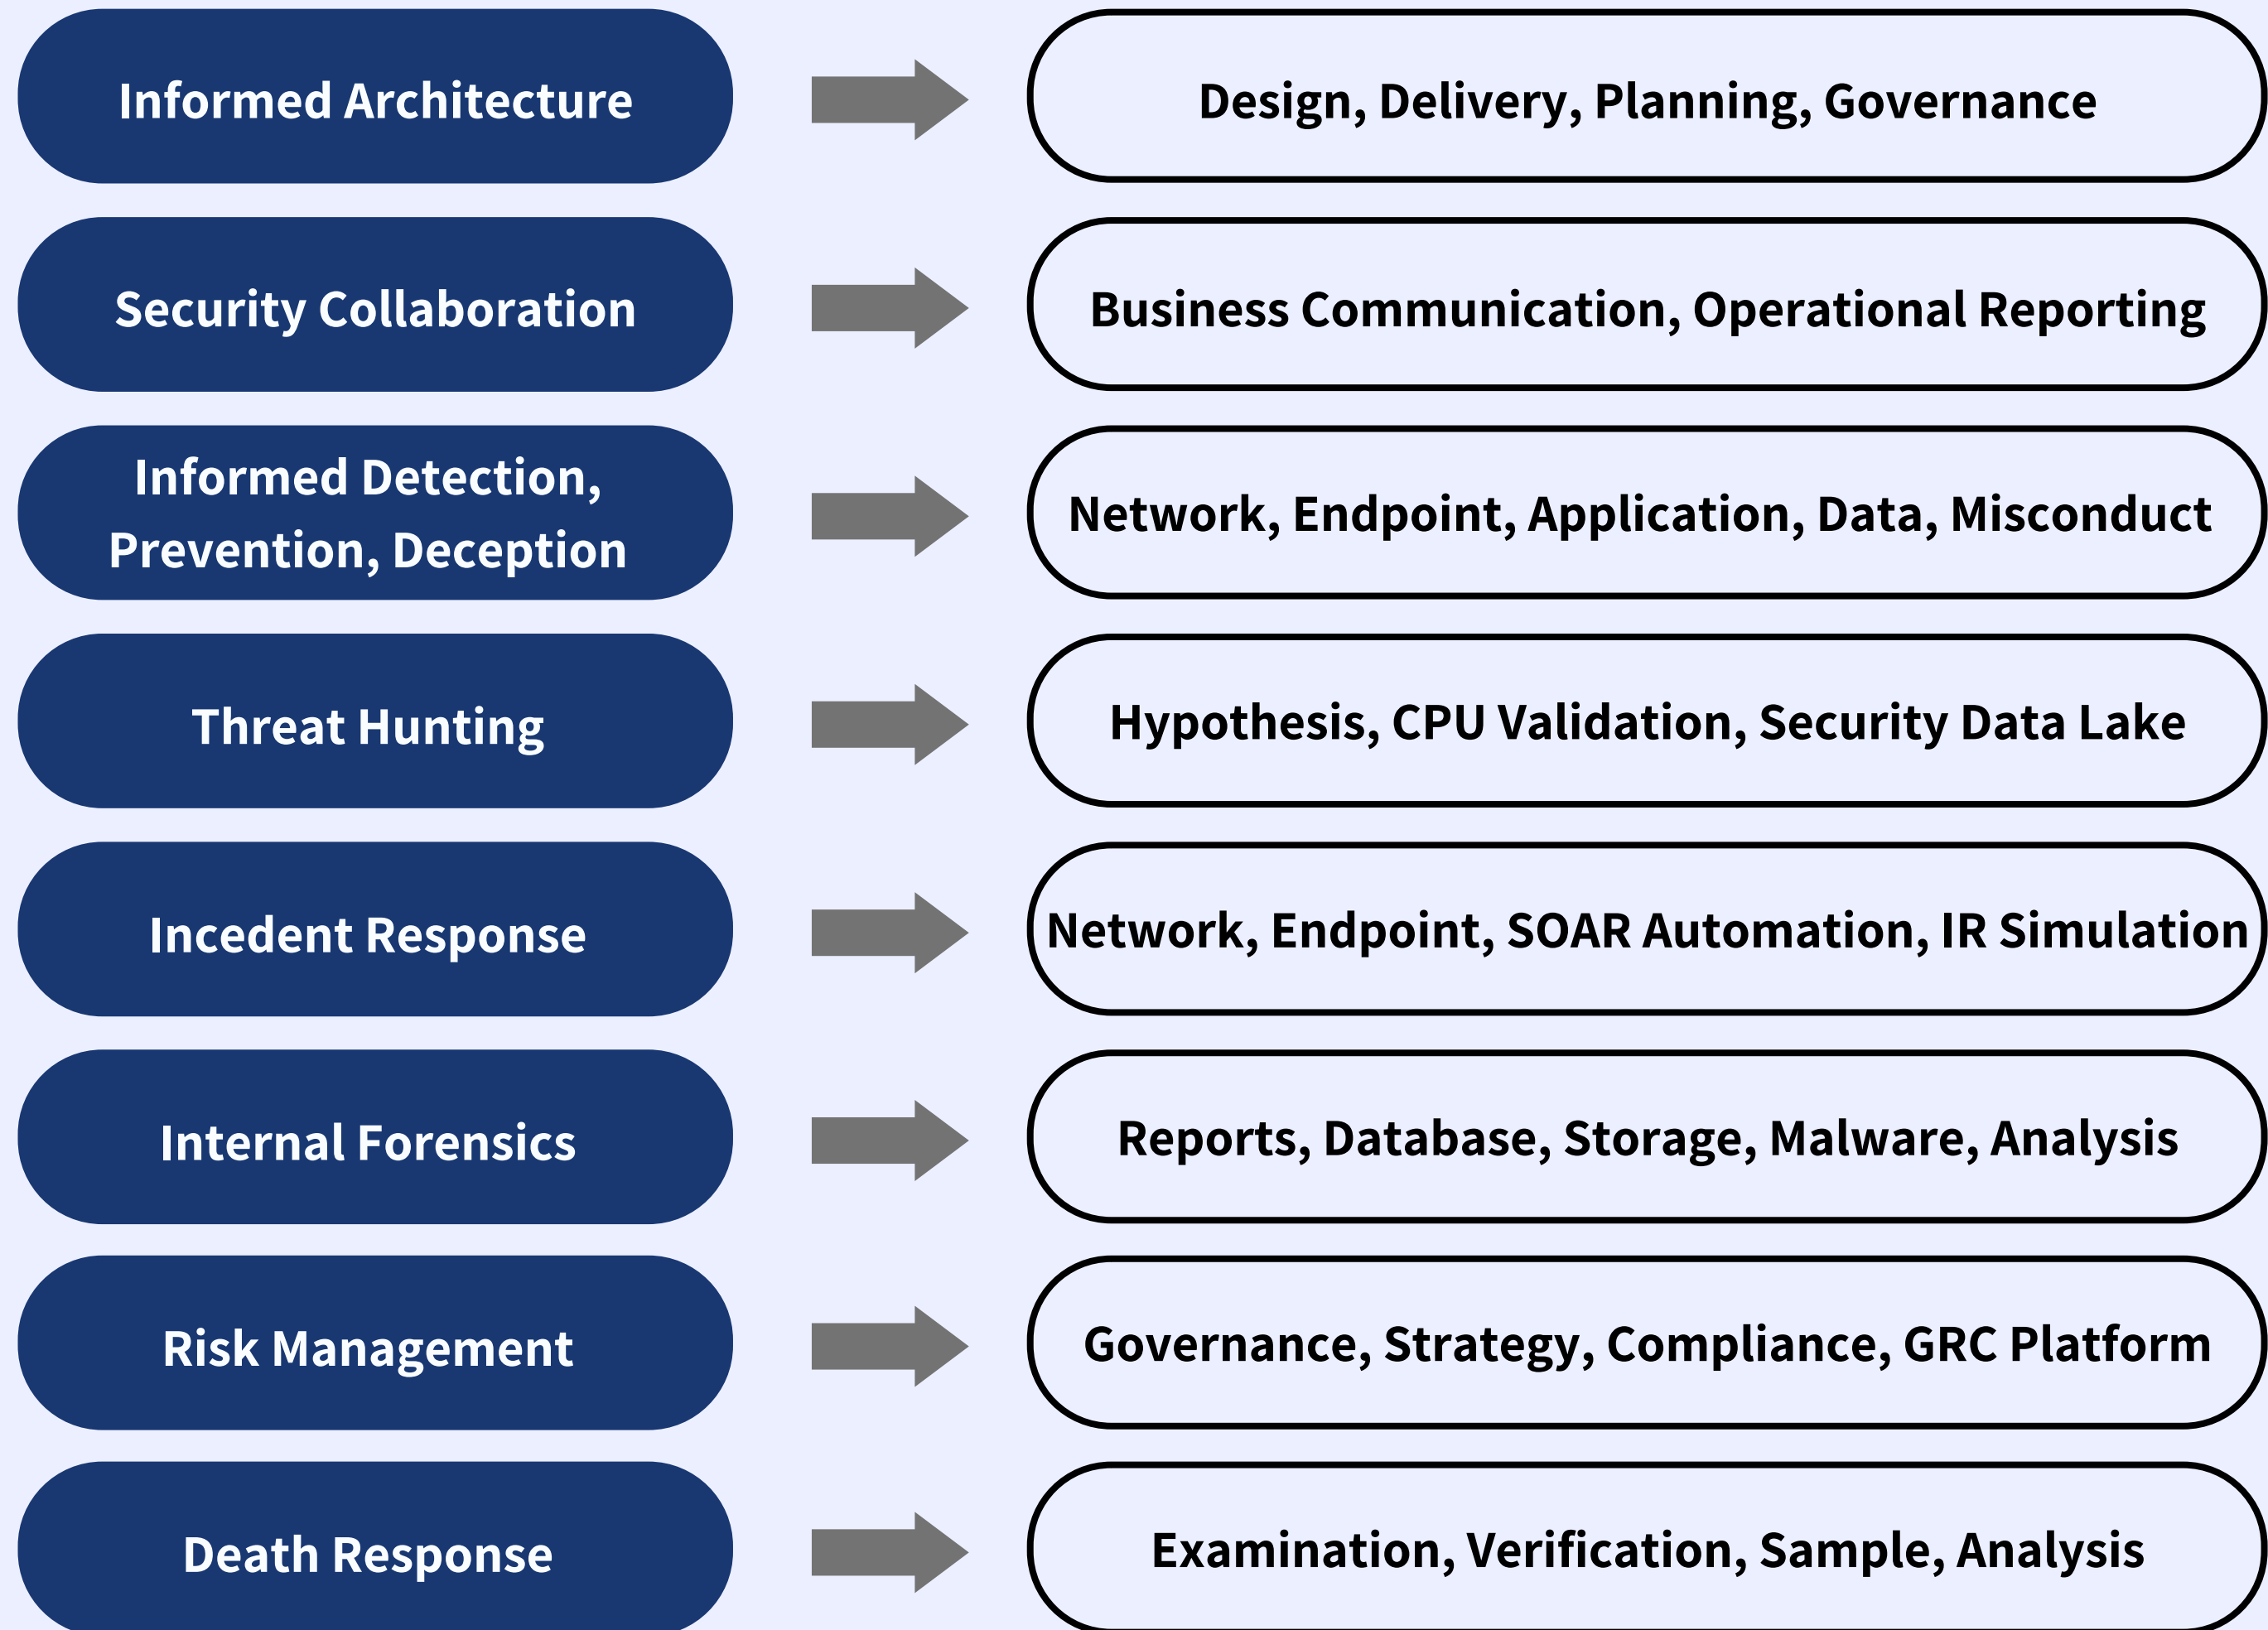 Informed Architecture
Design, Delivery, Planning, Governance
Security Collaboration
Business Communication, Operational Reporting
Informed Detection,
Prevention, Deception
Network, Endpoint, Application, Data, Misconduct
Threat Hunting
Hypothesis, CPU Validation, Security Data Lake
Incedent Response
Network, Endpoint, SOAR Automation, IR Simulation
Internal Forensics
Reports, Database, Storage, Malware, Analysis
Risk Management
Governance, Strategy, Compliance, GRC Platform
Death Response
Examination, Verification, Sample, Analysis